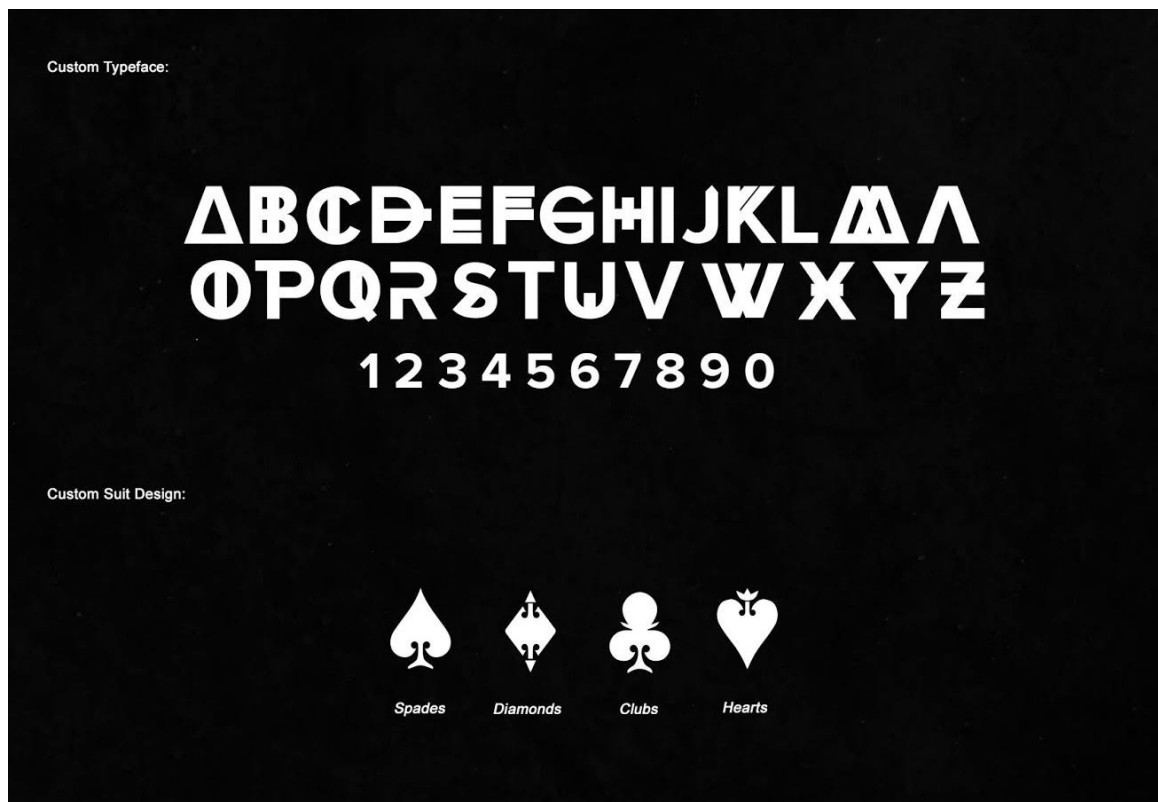 Custom Typeface:
ABCDEFGHIJKLMN
OPQRSTUVWXYZ
1234567890
Custom Suit Design:
Spades Diamonds Clubs Hearts